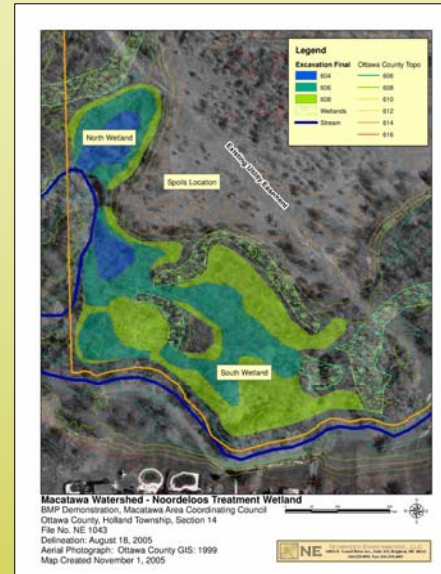 Legend
Excavation Final
604
606
608
Wetlands
Stream
Ottawa County Topo
606
608
610
612
614
616
North Wetland
Spoils Location
Existing Utility Easement
South Wetland
Macatawa Watershed - Noordeloos Treatment Wetland
BMP Demonstration, Macatawa Area Coordinating Council
Ottawa County, Holland Township, Section 14
File No. NE 1043
Delineation: August 18, 2005
Aerial Photograph: Ottawa County GIS: 1999
Map Created November 1, 2005
NE